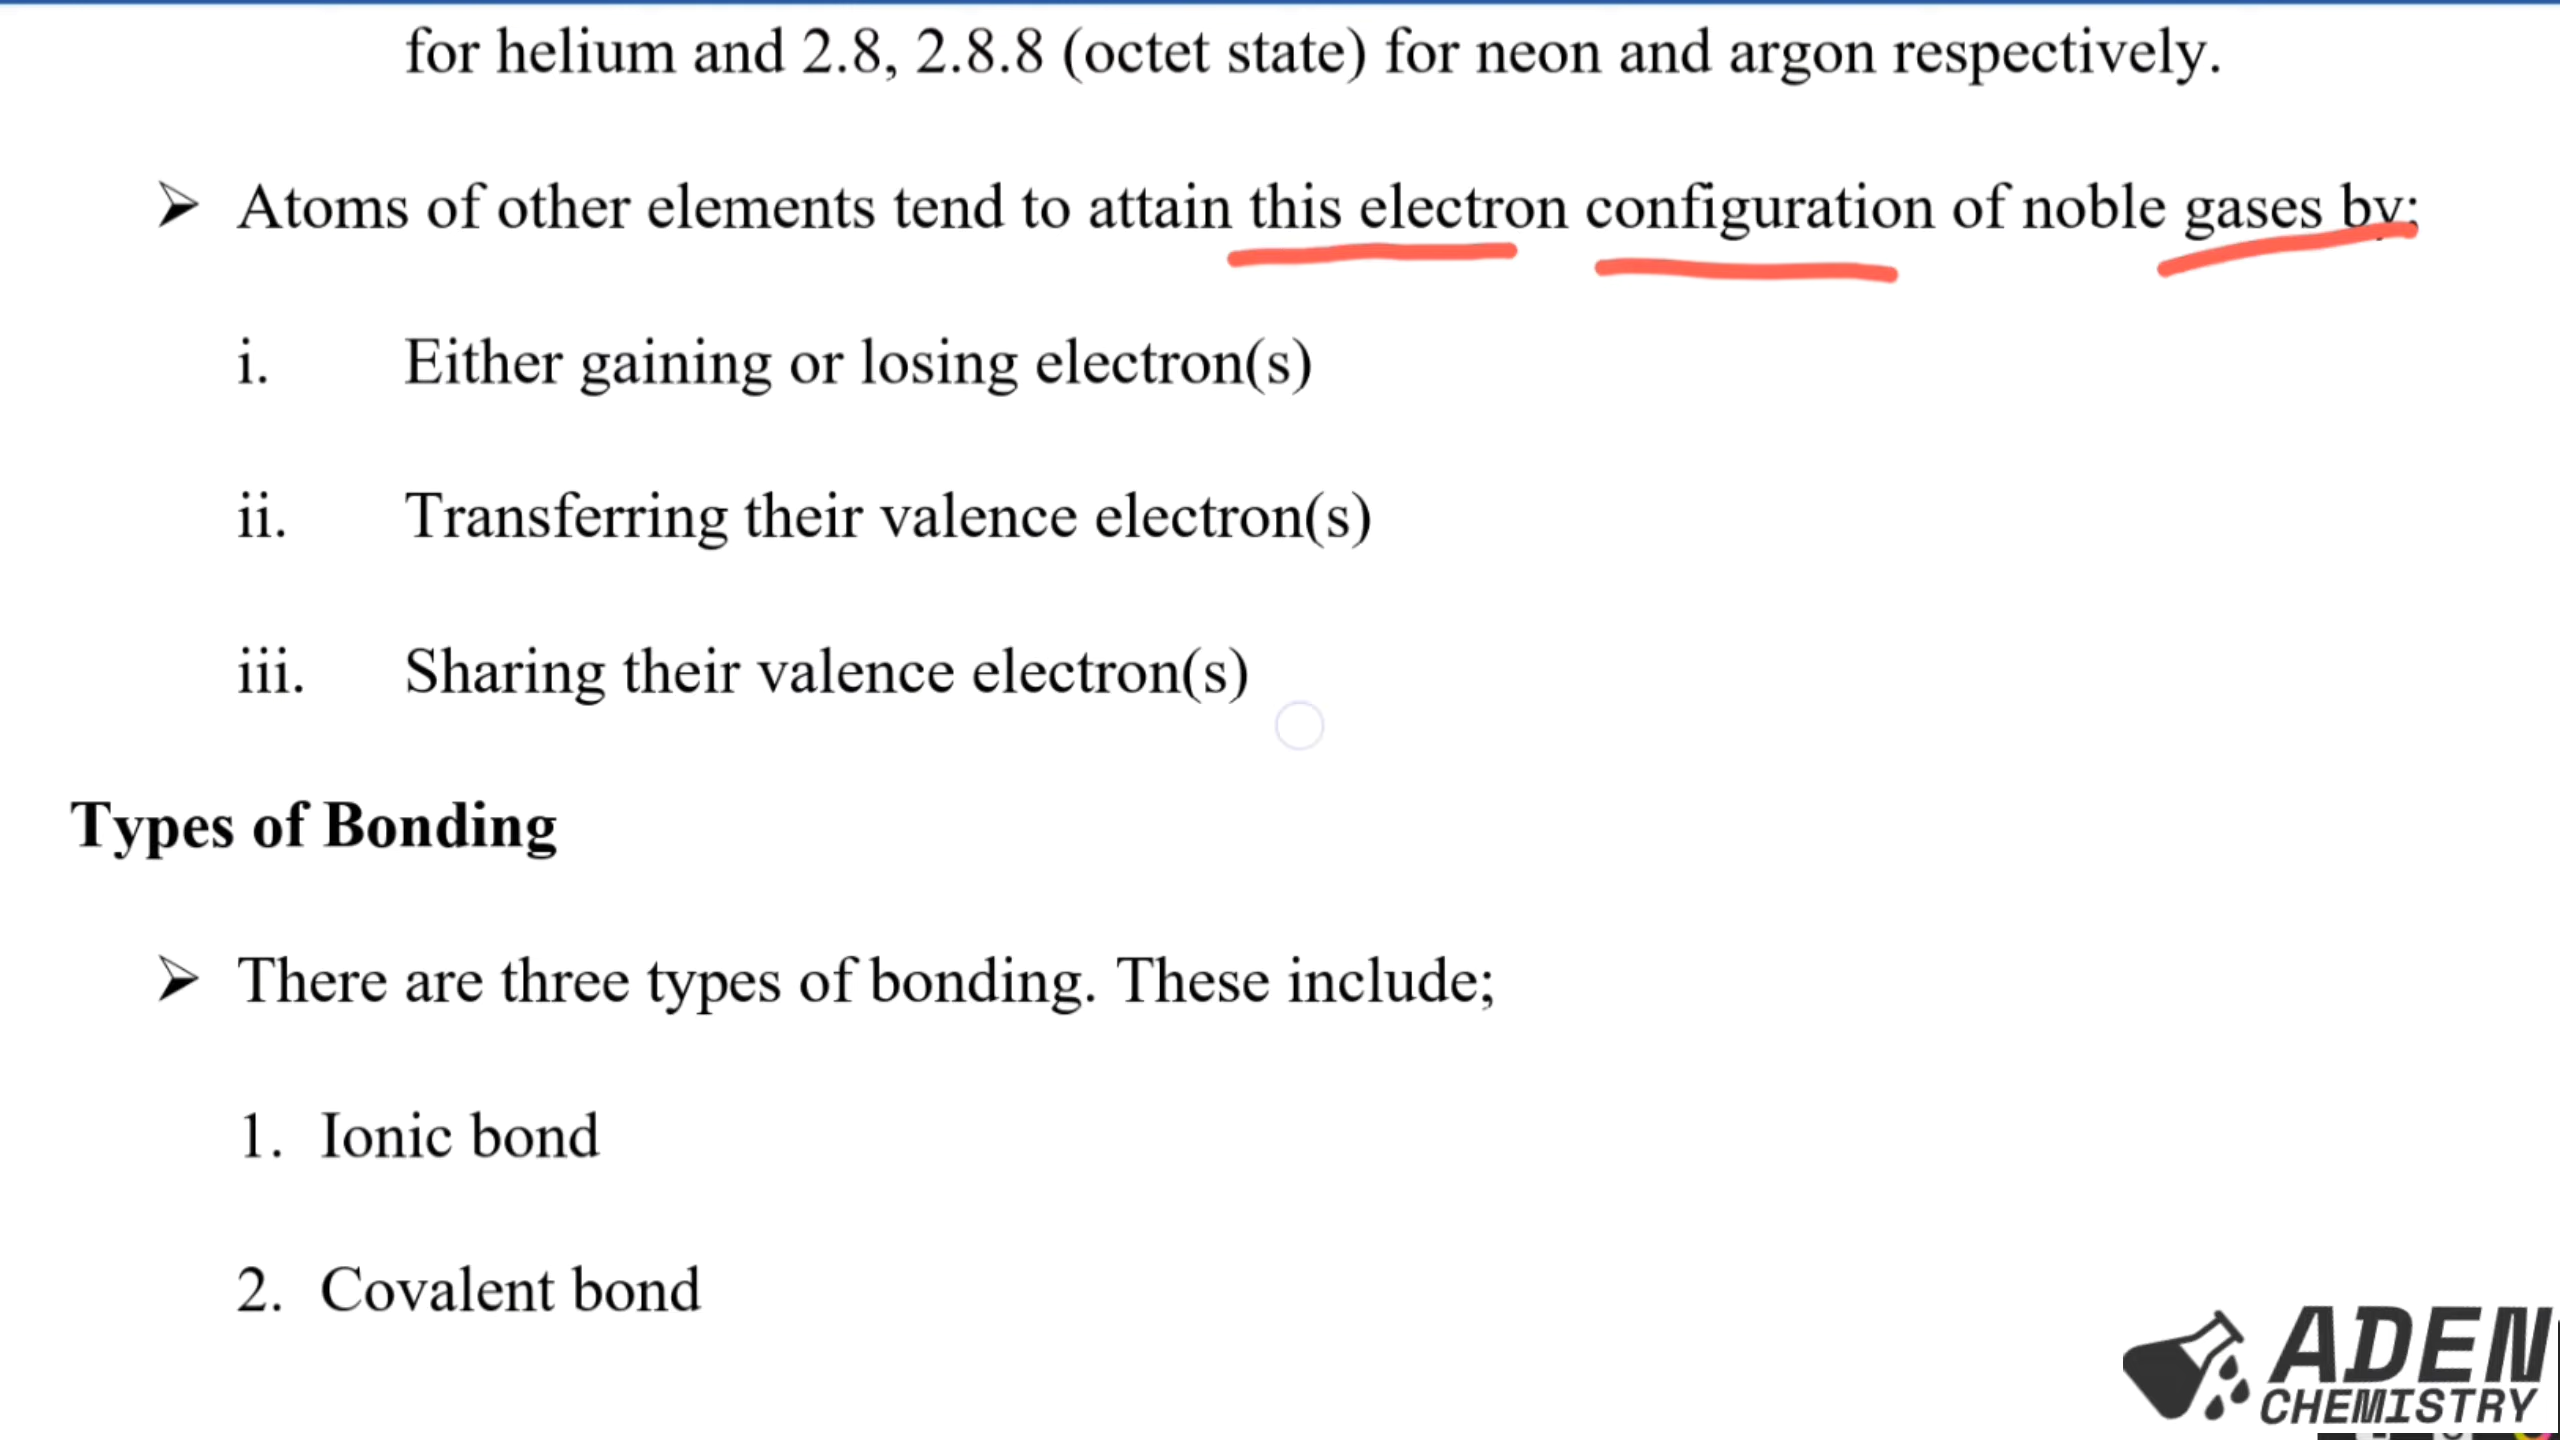 for helium and 2.8, 2.8.8 (octet state) for neon and argon respectively.
Atoms of other elements tend to attain this electron configuration of noble gases by:
i. Either gaining or losing electron(s)
ii. Transferring their valence electron(s)
iii. Sharing their valence electron(s)
Types of Bonding
There are three types of bonding. These include;
1. Ionic bond
2. Covalent bond
ADEN
CHEMISTRY